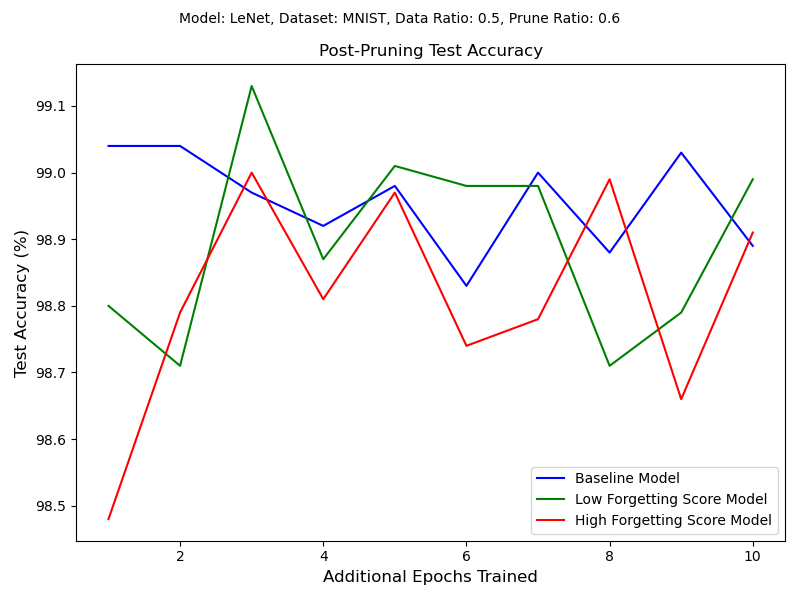 Model: LeNet, Dataset: MNIST, Data Ratio: 0.5, Prune Ratio: 0.6
Post-Pruning Test Accuracy
99.1
99.0
98.9
98.8
98.7
98.6
98.5
Test Accuracy (%)
Baseline Model
Low Forgetting Score Model
High Forgetting Score Model
2
4
6
8
10
Additional Epochs Trained